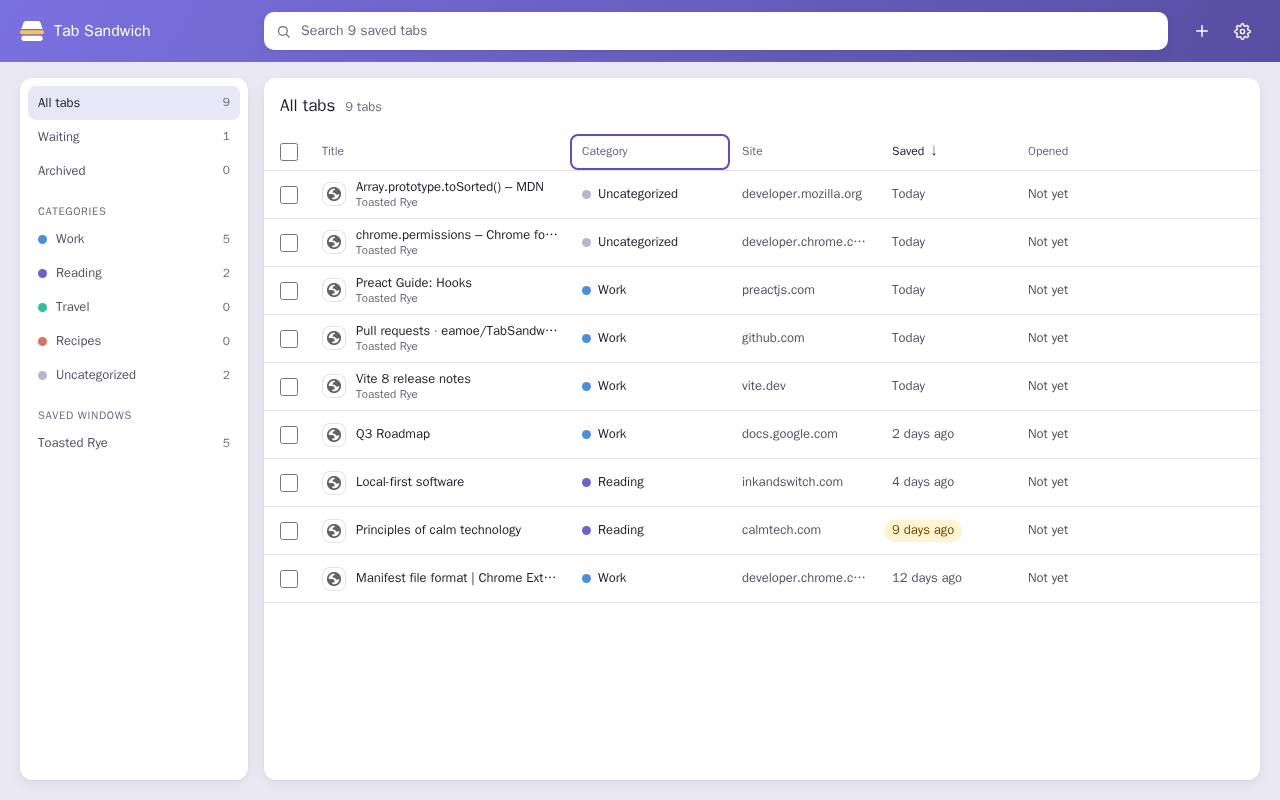 Tab Sandwich
Search 9 saved tabs
All tabs 9
Waiting 1
Archived 0
CATEGORIES
Work 5
Reading 2
Travel 0
Recipes 0
Uncategorized 2
SAVED WINDOWS
Toasted Rye 5
All tabs 9 tabs
Title Category Site Saved ↓ Opened
Array.prototype.toSorted() – MDN Uncategorized developer.mozilla.org Today Not yet
Toasted Rye
chrome.permissions – Chrome fo… Uncategorized developer.chrome.c… Today Not yet
Toasted Rye
Preact Guide: Hooks Work preactjs.com Today Not yet
Toasted Rye
Pull requests · eamoe/TabSandw… Work github.com Today Not yet
Toasted Rye
Vite 8 release notes Work vite.dev Today Not yet
Toasted Rye
Q3 Roadmap Work docs.google.com 2 days ago Not yet
Local-first software Reading inkandswitch.com 4 days ago Not yet
Principles of calm technology Reading calmtech.com 9 days ago Not yet
Manifest file format | Chrome Ext… Work developer.chrome.c… 12 days ago Not yet